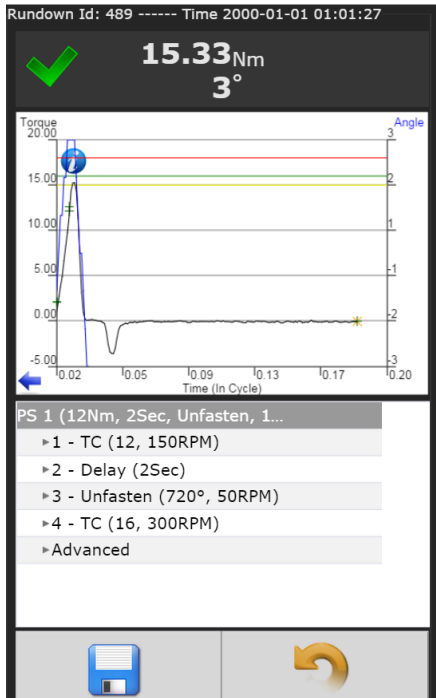 Rundown Id: 489 ------ Time 2000-01-01 01:01:27
15.33Nm
3°
Torque
Angle
20.00
3
15.00
2
10.00
1
5.00
-1
0.00
-2
-5.00
-3
0.02
0.05
0.09
0.13
0.17
0.20
Time (In Cycle)
PS 1 (12Nm, 2Sec, Unfasten, 1...
1 - TC (12, 150RPM)
2 - Delay (2Sec)
3 - Unfasten (720°, 50RPM)
4 - TC (16, 300RPM)
Advanced